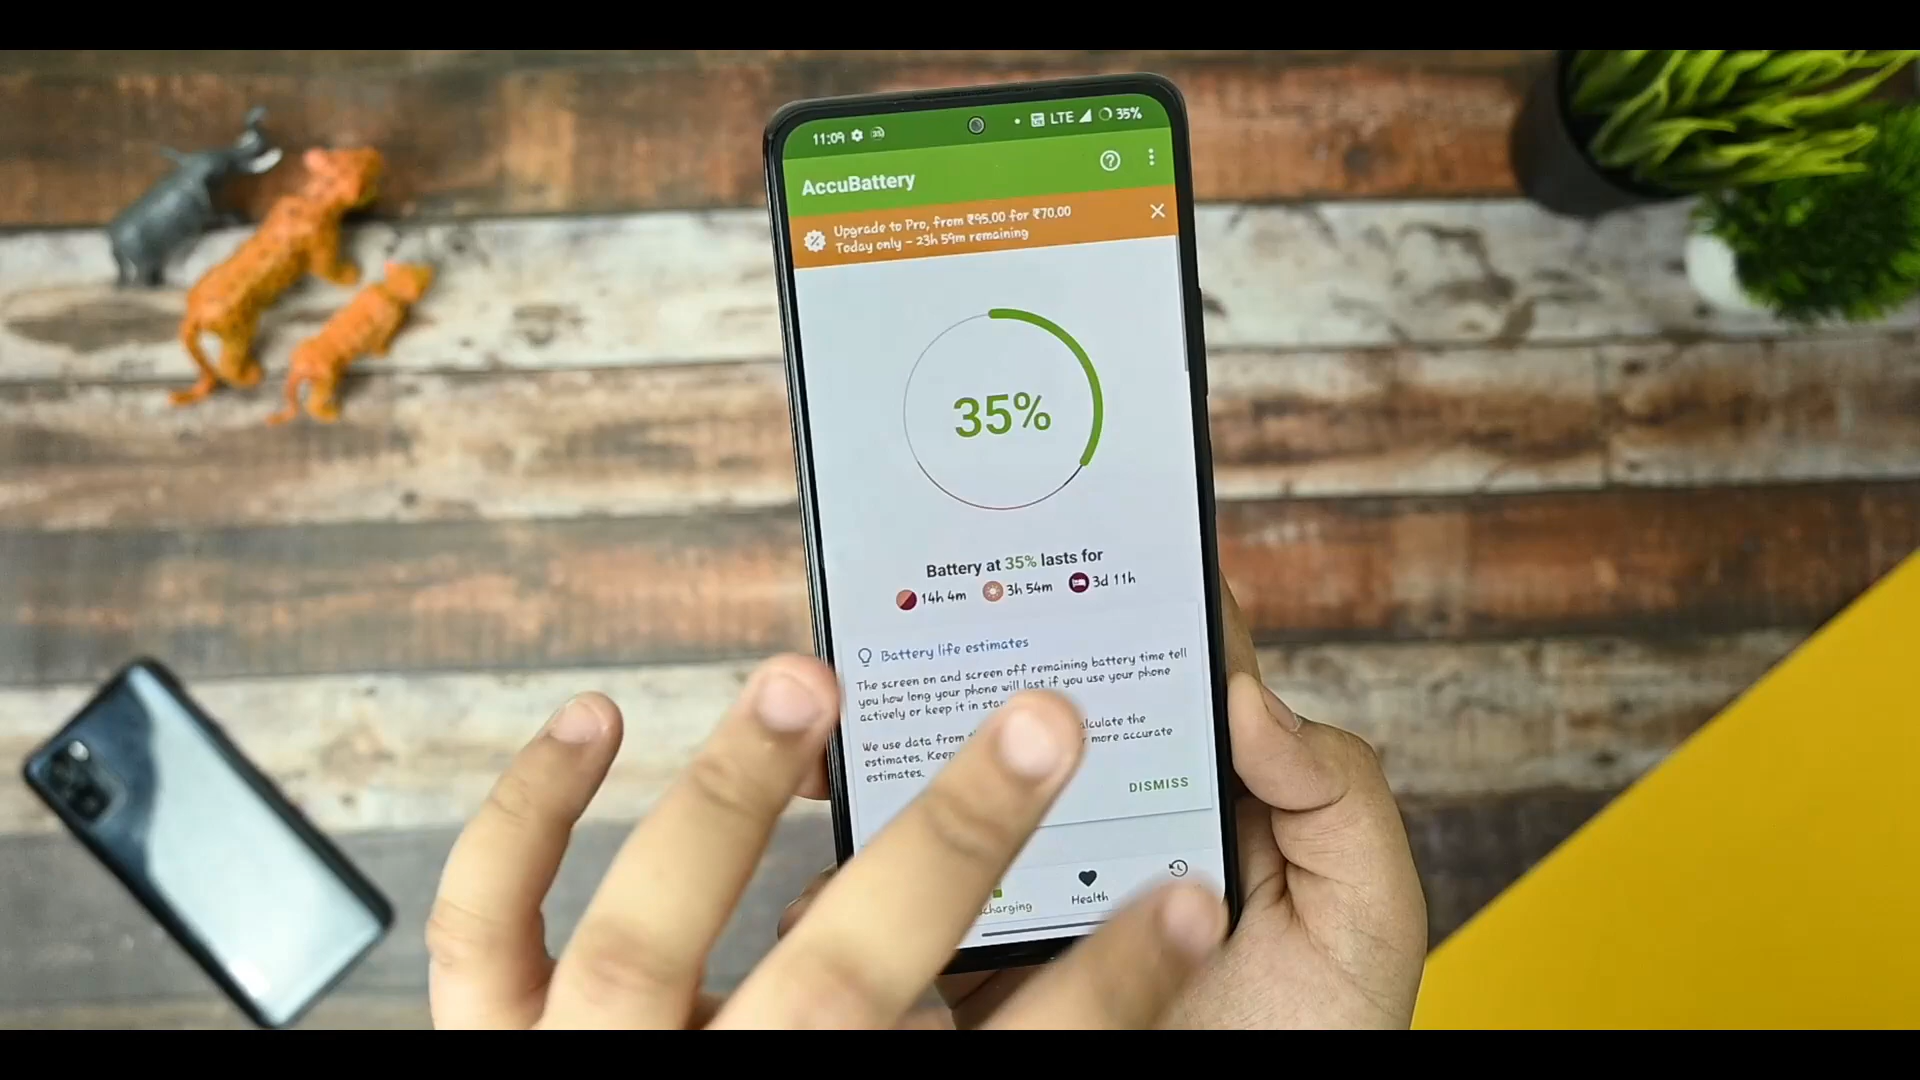 11:09 LTE 35%
AccuBattery
Upgrade to Pro, from ₹95.00 for ₹70.00
Today only - 23h 59m remaining
35%
Battery at 35% lasts for
14h 4m 3h 54m 3d 11h
Battery life estimates
The screen on and screen off remaining battery time tell
you how long your phone will last if you use your phone
actively or keep it in
We use data from the
estimates. Keep more accurate
estimates.
DISMISS
Health